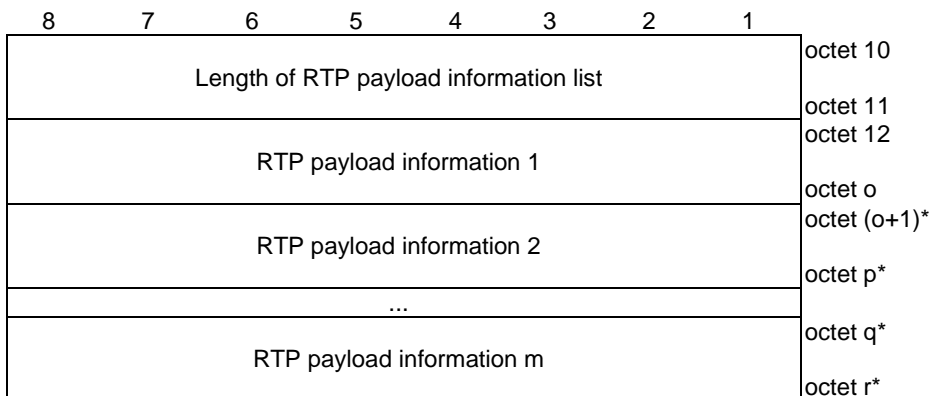 8 7 6 5 4 3 2 1
octet 10
Length of RTP payload information list
octet 11
octet 12
RTP payload information 1
octet o
octet (o+1)*
RTP payload information 2
octet p*
...
octet q*
RTP payload information m
octet r*